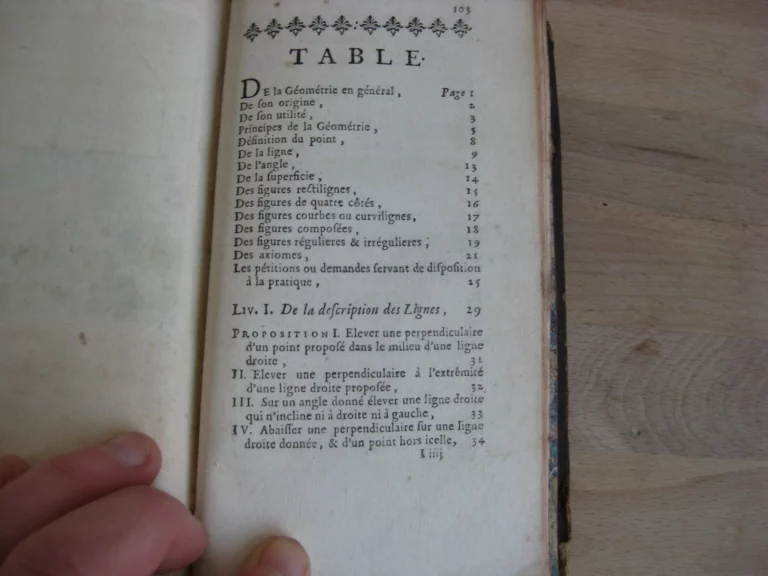 103
TABLE.
DE la Géométrie en général, Page 1
De ſon origine, 2
De ſon utilité, 3
Principes de la Géométrie, 5
Définition du point, 8
De la ligne, 9
De l'angle, 13
De la ſuperficie, 14
Des figures rectilignes, 15
Des figures de quatre côtés, 16
Des figures courbes ou curvilignes, 17
Des figures compoſées, 18
Des figures régulieres & irrégulieres, 19
Des axiomes, 21
Les pétitions ou demandes ſervant de diſpoſition
à la pratique, 25
LIV. I. De la deſcription des Lignes, 29
PROPOSITION I. Elever une perpendiculaire
d'un point propoſé dans le milieu d'une ligne
droite, 31
II. Elever une perpendiculaire à l'extrêmité
d'une ligne droite propoſée, 32
III. Sur un angle donné élever une ligne droite
qui n'incline ni à droite ni à gauche, 33
IV. Abaiſſer une perpendiculaire ſur une ligne
droite donnée, & d'un point hors icelle, 34
I iiij